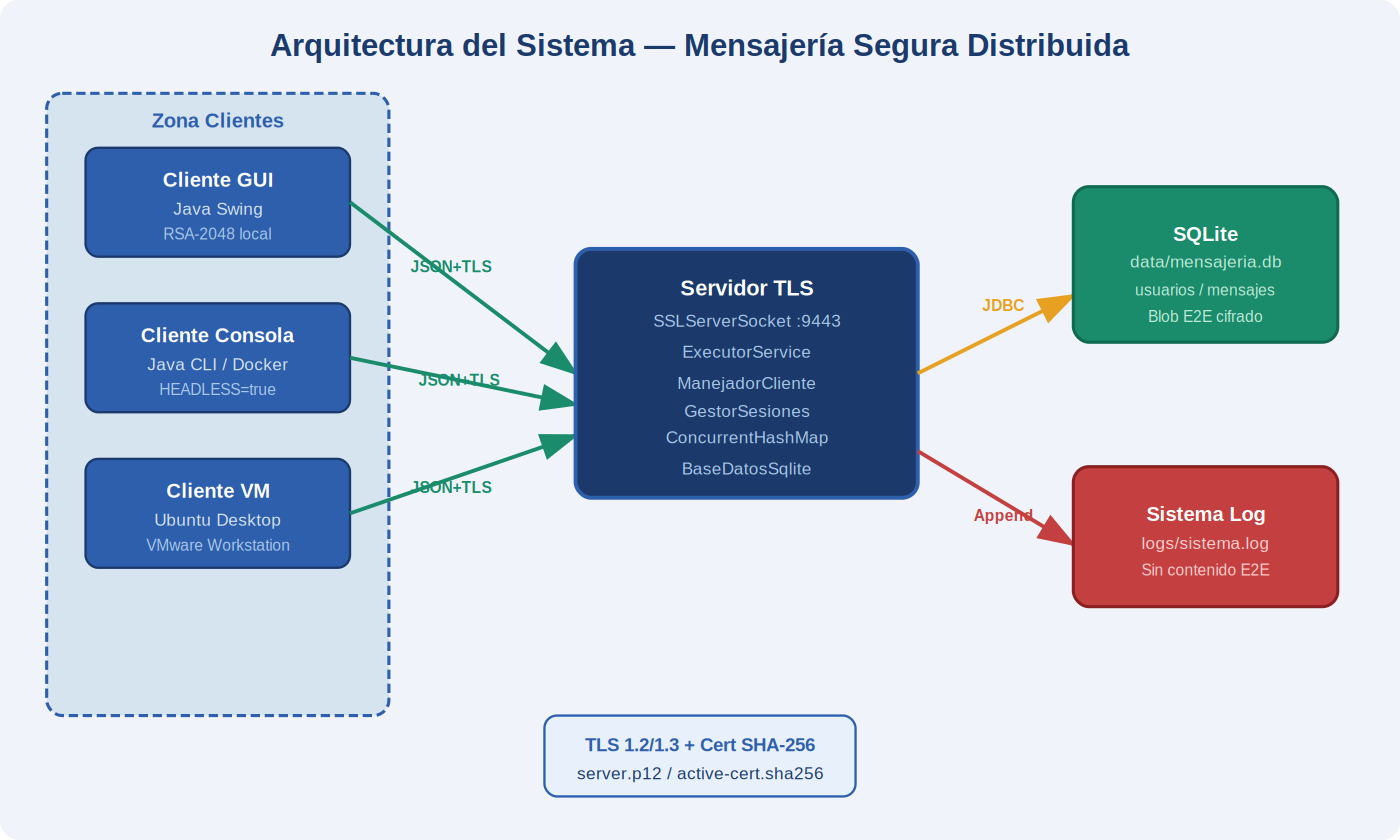 Arquitectura del Sistema — Mensajería Segura Distribuida
Zona Clientes
Cliente GUI
Java Swing
RSA-2048 local
Cliente Consola
Java CLI / Docker
HEADLESS=true
Cliente VM
Ubuntu Desktop
VMware Workstation
JSON+TLS
JSON+TLS
JSON+TLS
Servidor TLS
SSLServerSocket :9443
ExecutorService
ManejadorCliente
GestorSesiones
ConcurrentHashMap
BaseDatosSqlite
JDBC
Append
SQLite
data/mensajeria.db
usuarios / mensajes
Blob E2E cifrado
Sistema Log
logs/sistema.log
Sin contenido E2E
TLS 1.2/1.3 + Cert SHA-256
server.p12 / active-cert.sha256